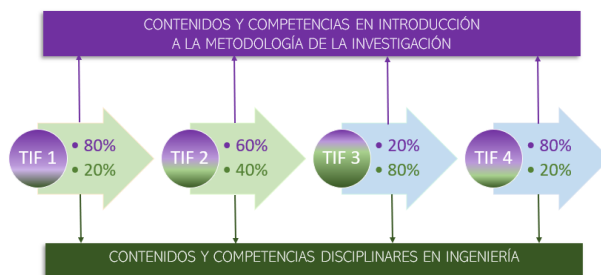 CONTENIDOS Y COMPETENCIAS EN INTRODUCCIÓN
A LA METODOLOGÍA DE LA INVESTIGACIÓN
TIF 1
• 80%
• 20%
TIF 2
• 60%
• 40%
TIF 3
• 20%
• 80%
TIF 4
• 80%
• 20%
CONTENIDOS Y COMPETENCIAS DISCIPLINARES EN INGENIERÍA